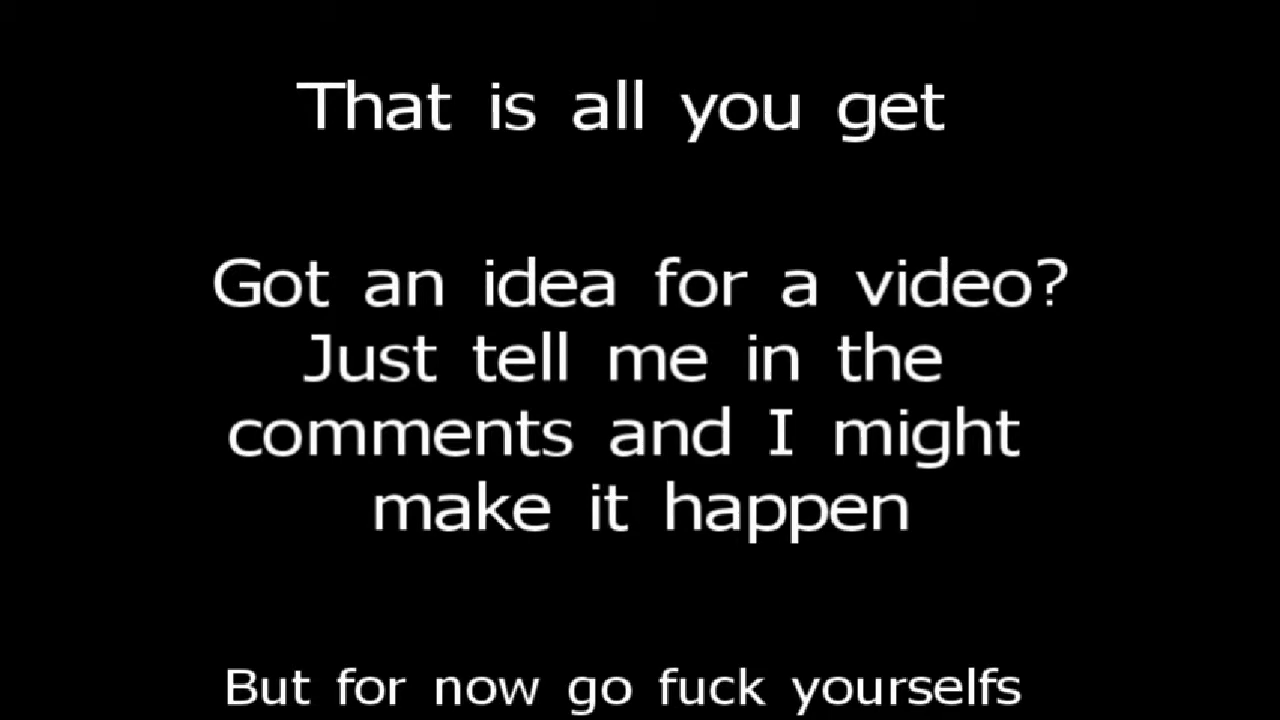 That is all you get
Got an idea for a video?
Just tell me in the
comments and I might
make it happen
But for now go fuck yourselfs